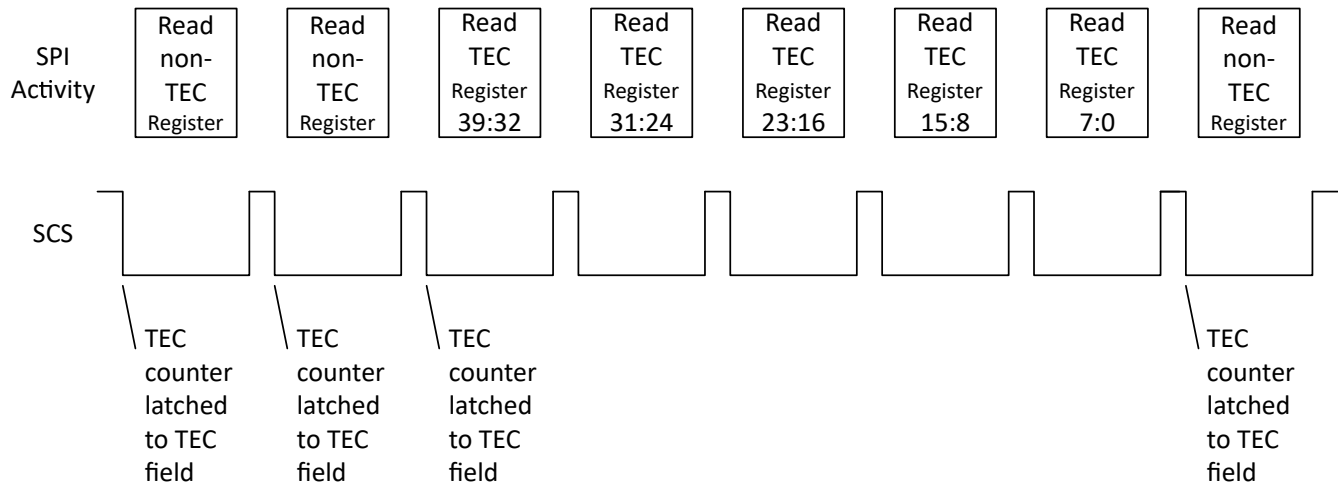 SPI
Activity
Read
non-
TEC
Register
Read
non-
TEC
Register
Read
TEC
Register
39:32
Read
TEC
Register
31:24
Read
TEC
Register
23:16
Read
TEC
Register
15:8
Read
TEC
Register
7:0
Read
non-
TEC
Register
SCS
TEC
counter
latched
to TEC
field
TEC
counter
latched
to TEC
field
TEC
counter
latched
to TEC
field
TEC
counter
latched
to TEC
field